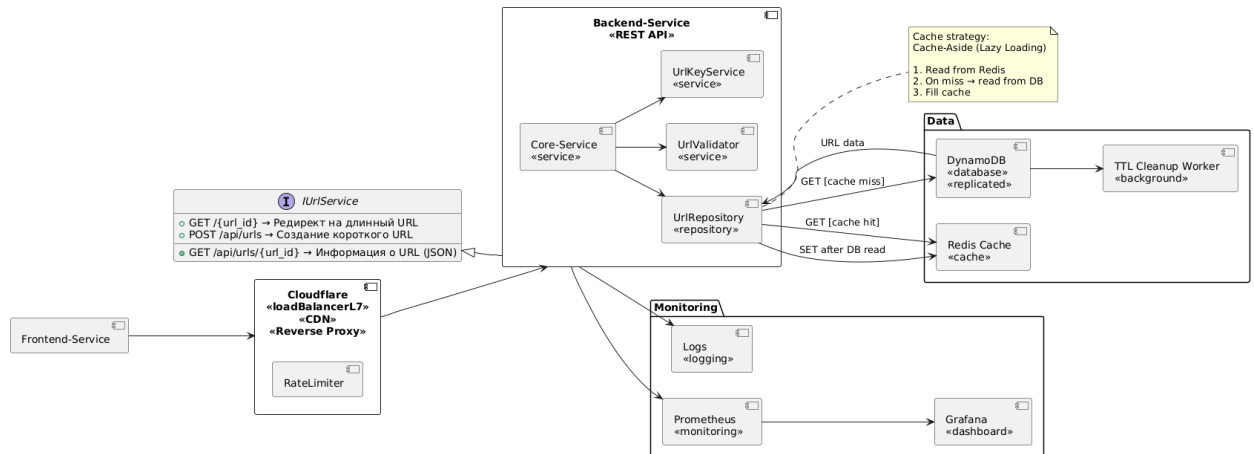 Backend-Service
«REST API»
UrlKeyService
«service»
Core-Service
«service»
UrlValidator
«service»
UrlRepository
«repository»
Cache strategy:
Cache-Aside (Lazy Loading)
1. Read from Redis
2. On miss → read from DB
3. Fill cache
Data
URL data
GET [cache miss]
GET [cache hit]
SET after DB read
DynamoDB
«database»
«replicated»
TTL Cleanup Worker
«background»
Redis Cache
«cache»
I IUrlService
GET /{url_id} → Редирект на длинный URL
POST /api/urls → Создание короткого URL
GET /api/urls/{url_id} → Информация о URL (JSON)
Frontend-Service
Cloudflare
«loadBalancerL7»
«CDN»
«Reverse Proxy»
RateLimiter
Monitoring
Logs
«logging»
Prometheus
«monitoring»
Grafana
«dashboard»